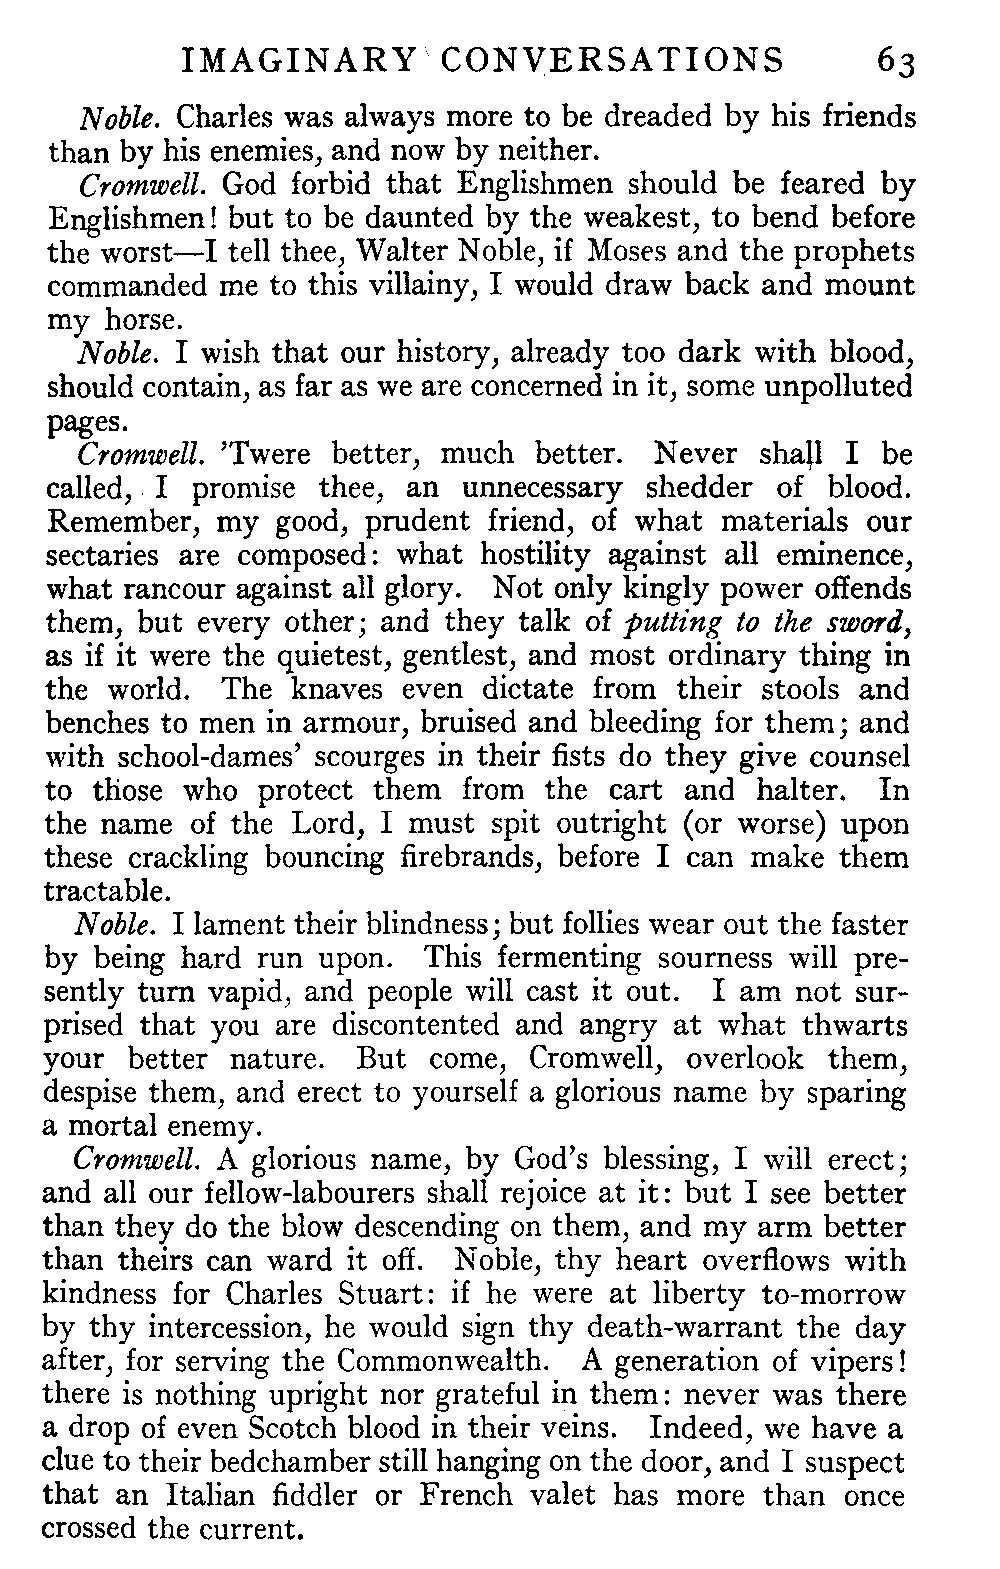 IMAGINARY CONVERSATIONS 63
Noble. Charles was always more to be dreaded by his friends
than by his enemies, and now by neither.
Cromwell. God forbid that Englishmen should be feared by
Englishmen! but to be daunted by the weakest, to bend before
the worst—I tell thee, Walter Noble, if Moses and the prophets
commanded me to this villainy, I would draw back and mount
my horse.
Noble. I wish that our history, already too dark with blood,
should contain, as far as we are concerned in it, some unpolluted
pages.
Cromwell. 'Twere better, much better. Never shall I be
called, I promise thee, an unnecessary shedder of blood.
Remember, my good, prudent friend, of what materials our
sectaries are composed: what hostility against all eminence,
what rancour against all glory. Not only kingly power offends
them, but every other; and they talk of putting to the sword,
as if it were the quietest, gentlest, and most ordinary thing in
the world. The knaves even dictate from their stools and
benches to men in armour, bruised and bleeding for them; and
with school-dames' scourges in their fists do they give counsel
to those who protect them from the cart and halter. In
the name of the Lord, I must spit outright (or worse) upon
these crackling bouncing firebrands, before I can make them
tractable.
Noble. I lament their blindness; but follies wear out the faster
by being hard run upon. This fermenting sourness will pre-
sently turn vapid, and people will cast it out. I am not sur-
prised that you are discontented and angry at what thwarts
your better nature. But come, Cromwell, overlook them,
despise them, and erect to yourself a glorious name by sparing
a mortal enemy.
Cromwell. A glorious name, by God's blessing, I will erect;
and all our fellow-labourers shall rejoice at it: but I see better
than they do the blow descending on them, and my arm better
than theirs can ward it off. Noble, thy heart overflows with
kindness for Charles Stuart: if he were at liberty to-morrow
by thy intercession, he would sign thy death-warrant the day
after, for serving the Commonwealth. A generation of vipers!
there is nothing upright nor grateful in them: never was there
a drop of even Scotch blood in their veins. Indeed, we have a
clue to their bedchamber still hanging on the door, and I suspect
that an Italian fiddler or French valet has more than once
crossed the current.